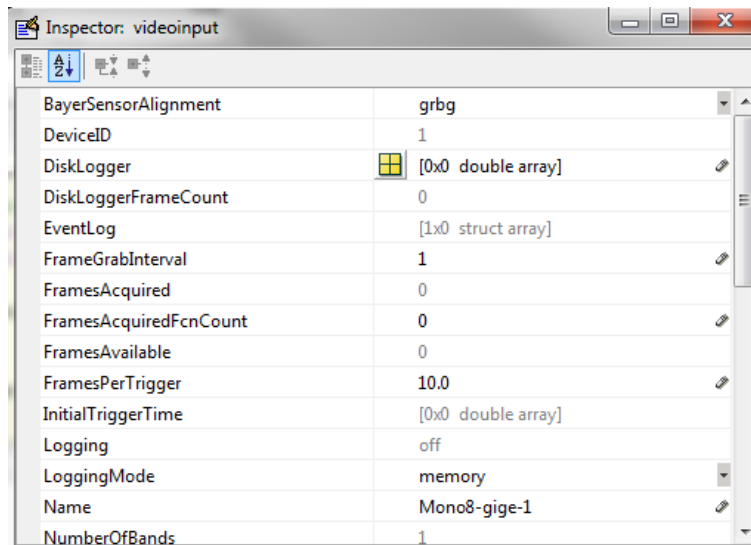 Inspector: videoinput
BayerSensorAlignment grbg
DeviceID 1
DiskLogger [0x0 double array]
DiskLoggerFrameCount 0
EventLog [1x0 struct array]
FrameGrabInterval 1
FramesAcquired 0
FramesAcquiredFcnCount 0
FramesAvailable 0
FramesPerTrigger 10.0
InitialTriggerTime [0x0 double array]
Logging off
LoggingMode memory
Name Mono8-gige-1
NumberOfBands 1